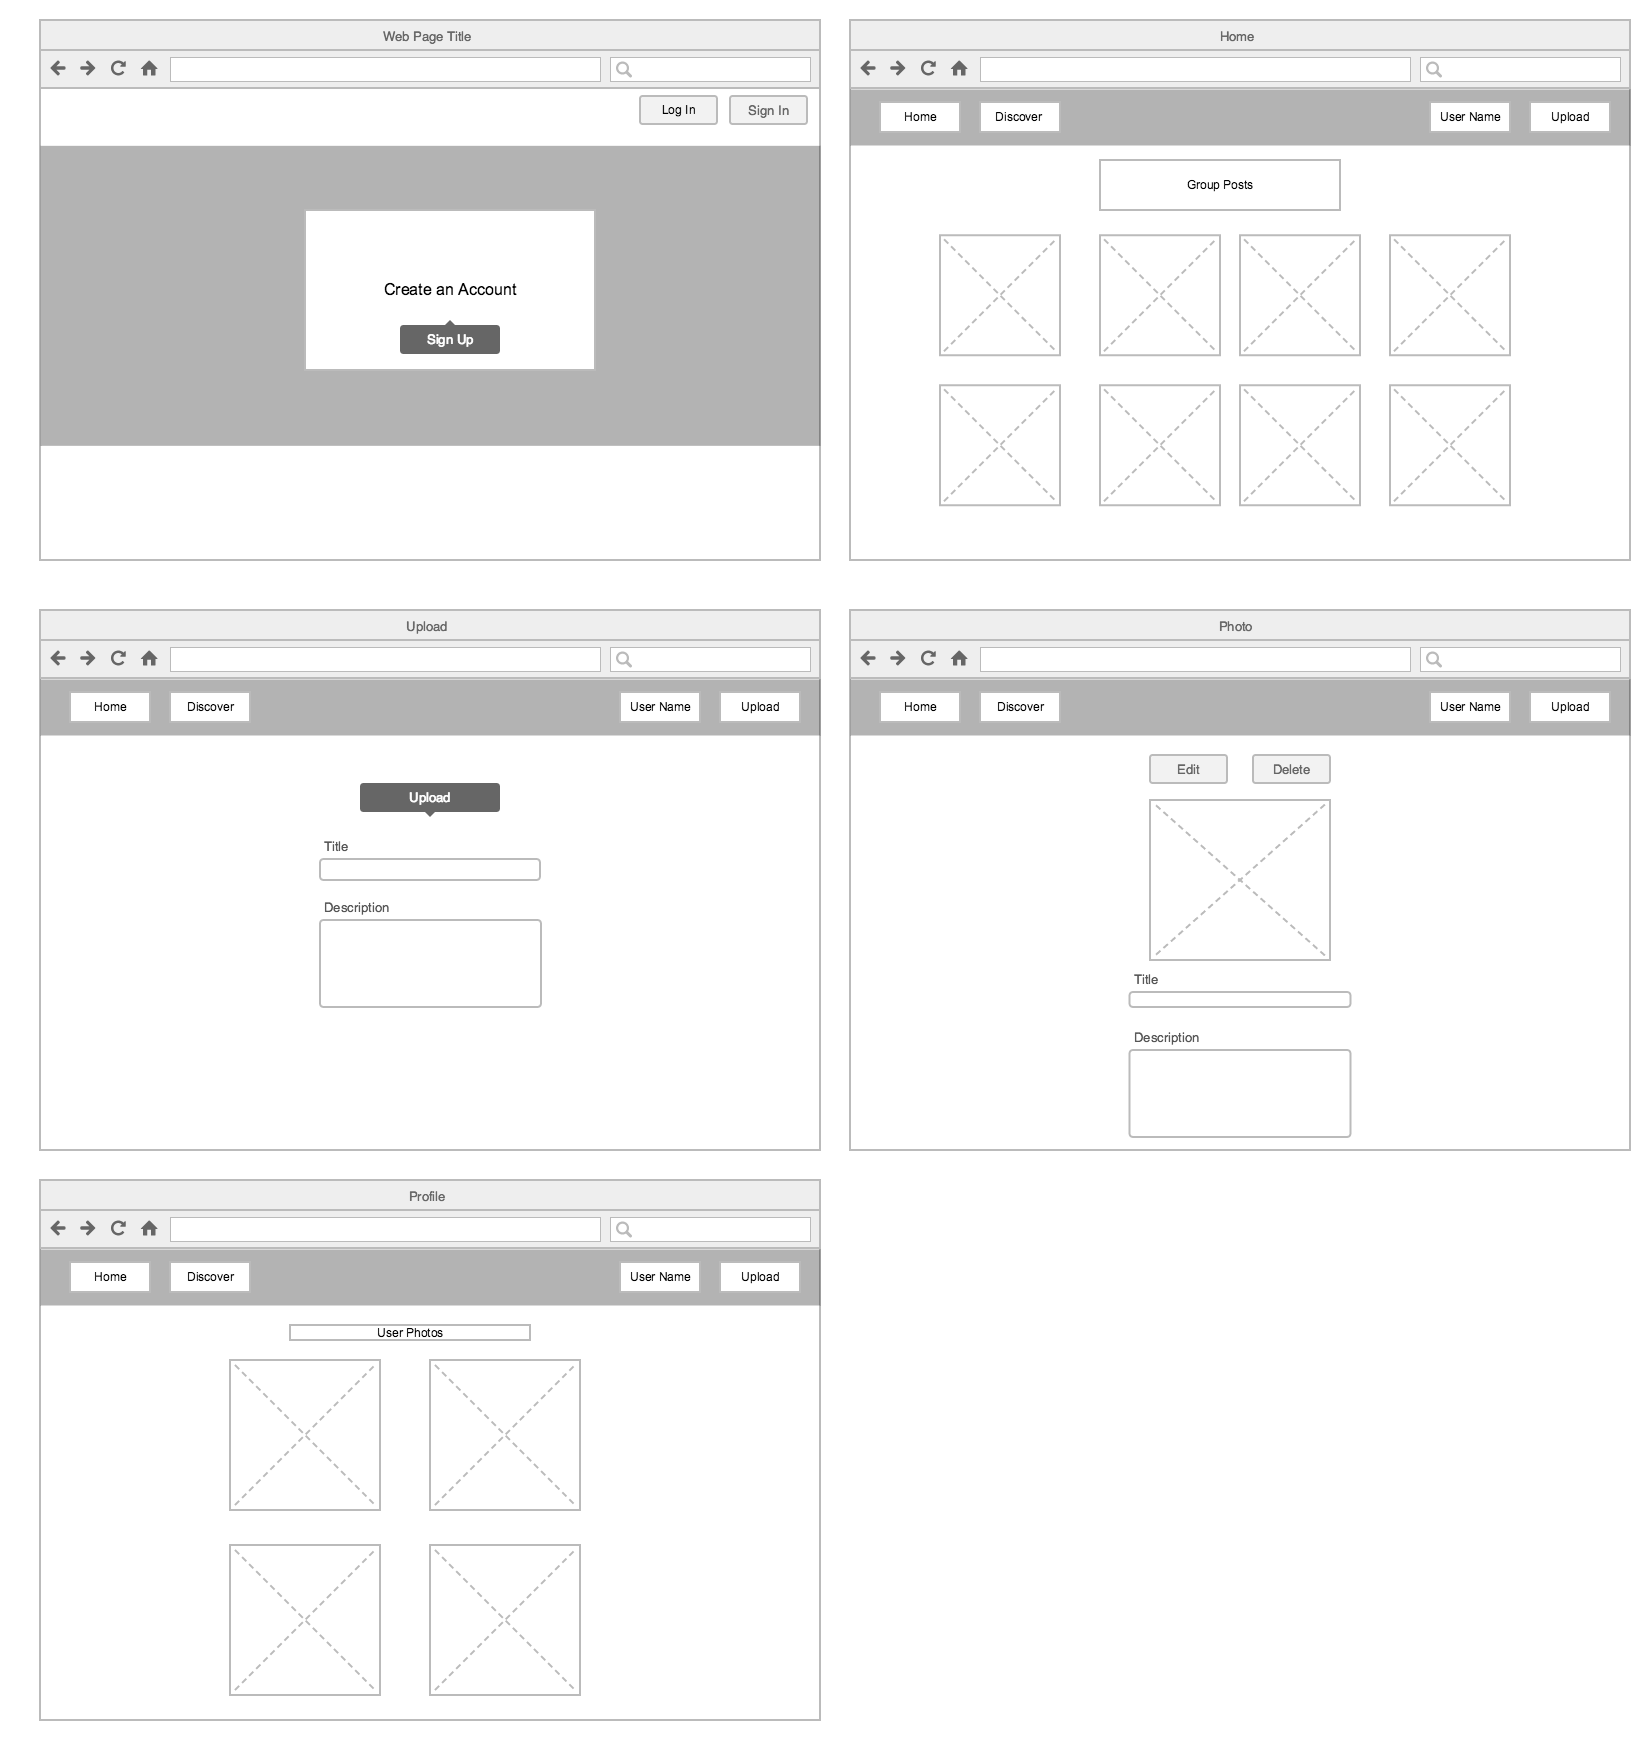 Web Page Title
Log In
Sign In
Create an Account
Sign Up
Home
Home
Discover
User Name
Upload
Group Posts
Upload
Home
Discover
User Name
Upload
Upload
Title
Description
Photo
Home
Discover
User Name
Upload
Edit
Delete
Title
Description
Profile
Home
Discover
User Name
Upload
User Photos